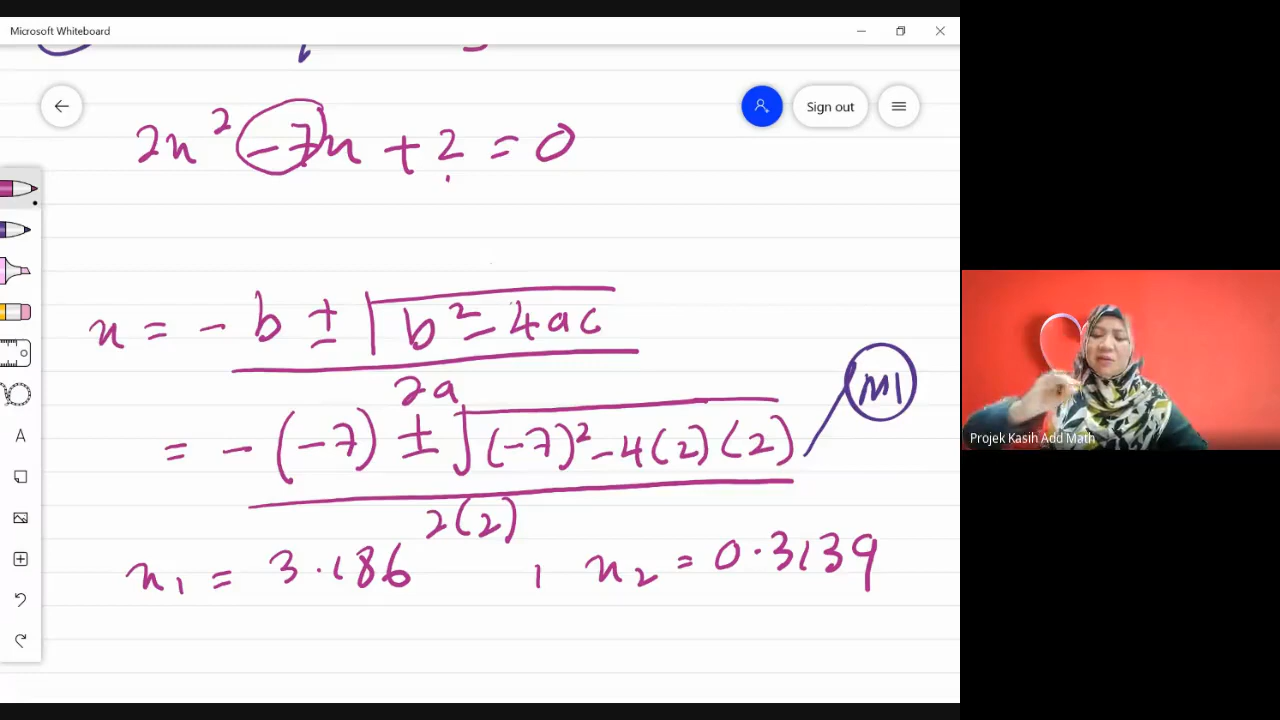 Microsoft Whiteboard
Sign out
2x² -7x + 2 = 0
x = -b ± √(b² - 4ac)
2a
= -(-7) ± √((-7)² - 4(2)(2))
2(2)
M1
x₁ = 3.186 , x₂ = 0.3139
A
Projek Kasih Add Math